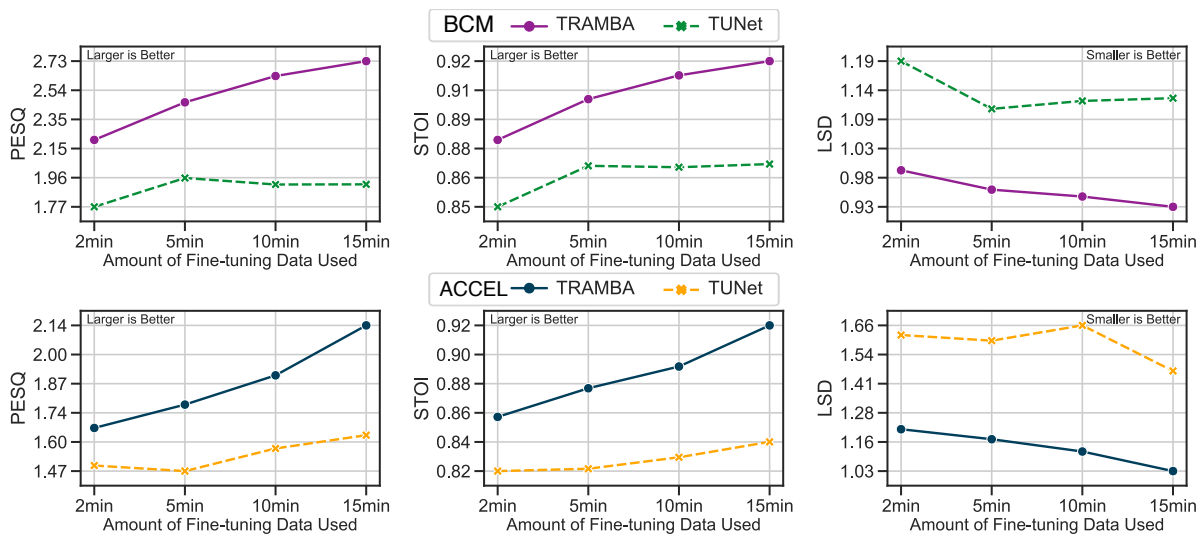 BCM TRAMBA TUNet
Larger is Better
2.73
2.54
2.35
2.15
1.96
1.77
PESQ
2min 5min 10min 15min
Amount of Fine-tuning Data Used
Larger is Better
0.92
0.91
0.89
0.88
0.86
0.85
STOI
2min 5min 10min 15min
Amount of Fine-tuning Data Used
Smaller is Better
1.19
1.14
1.09
1.03
0.98
0.93
LSD
2min 5min 10min 15min
Amount of Fine-tuning Data Used
ACCEL TRAMBA TUNet
Larger is Better
2.14
2.00
1.87
1.74
1.60
1.47
PESQ
2min 5min 10min 15min
Amount of Fine-tuning Data Used
Larger is Better
0.92
0.90
0.88
0.86
0.84
0.82
STOI
2min 5min 10min 15min
Amount of Fine-tuning Data Used
Smaller is Better
1.66
1.54
1.41
1.28
1.16
1.03
LSD
2min 5min 10min 15min
Amount of Fine-tuning Data Used